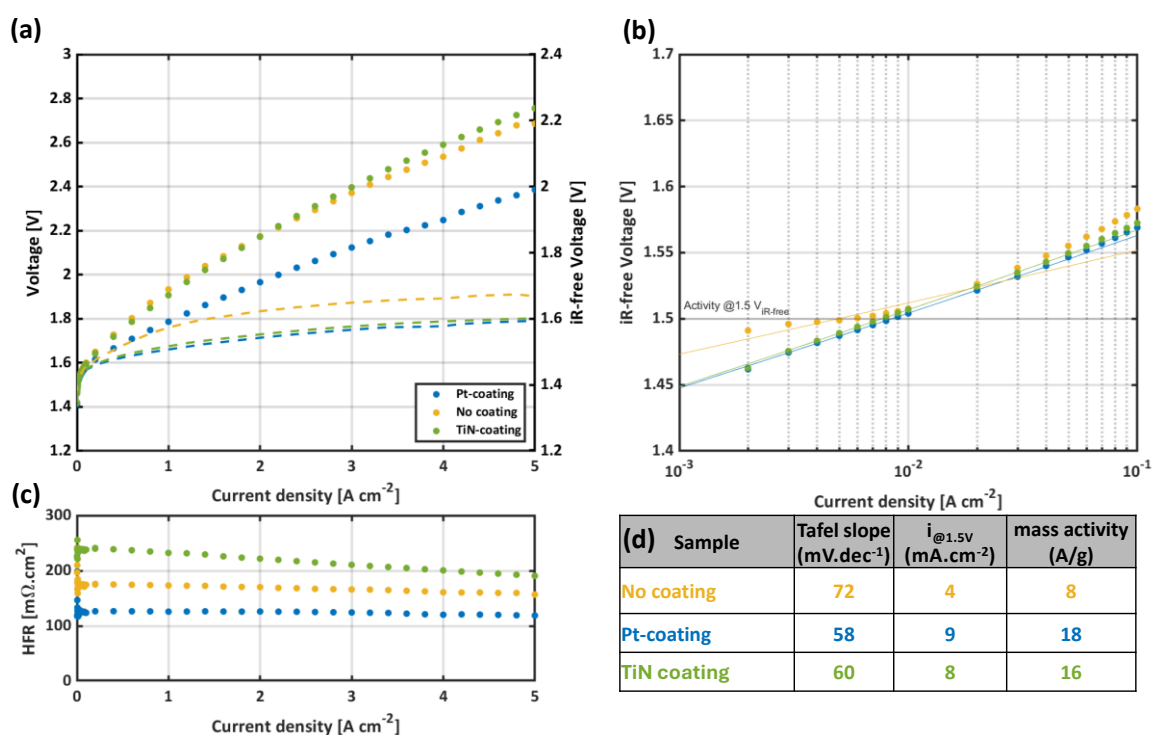 (a)
3
2.8
2.6
2.4
2.2
2
1.8
1.6
1.4
1.2
Voltage [V]
2.4
2.2
2
1.8
1.6
1.4
1.2
iR-free Voltage [V]
Pt-coating
No coating
TiN-coating
0 1 2 3 4 5
Current density [A cm-2]
(b)
1.7
1.65
1.6
1.55
1.5
1.45
1.4
iR-free Voltage [V]
Activity @1.5 ViR-free
10-3 10-2 10-1
Current density [A cm-2]
(c)
300
200
100
0
HFR [mΩ.cm2]
0 1 2 3 4 5
Current density [A cm-2]
(d)
Sample Tafel slope (mV.dec-1) i@1.5V (mA.cm-2) mass activity (A/g)
No coating 72 4 8
Pt-coating 58 9 18
TiN coating 60 8 16